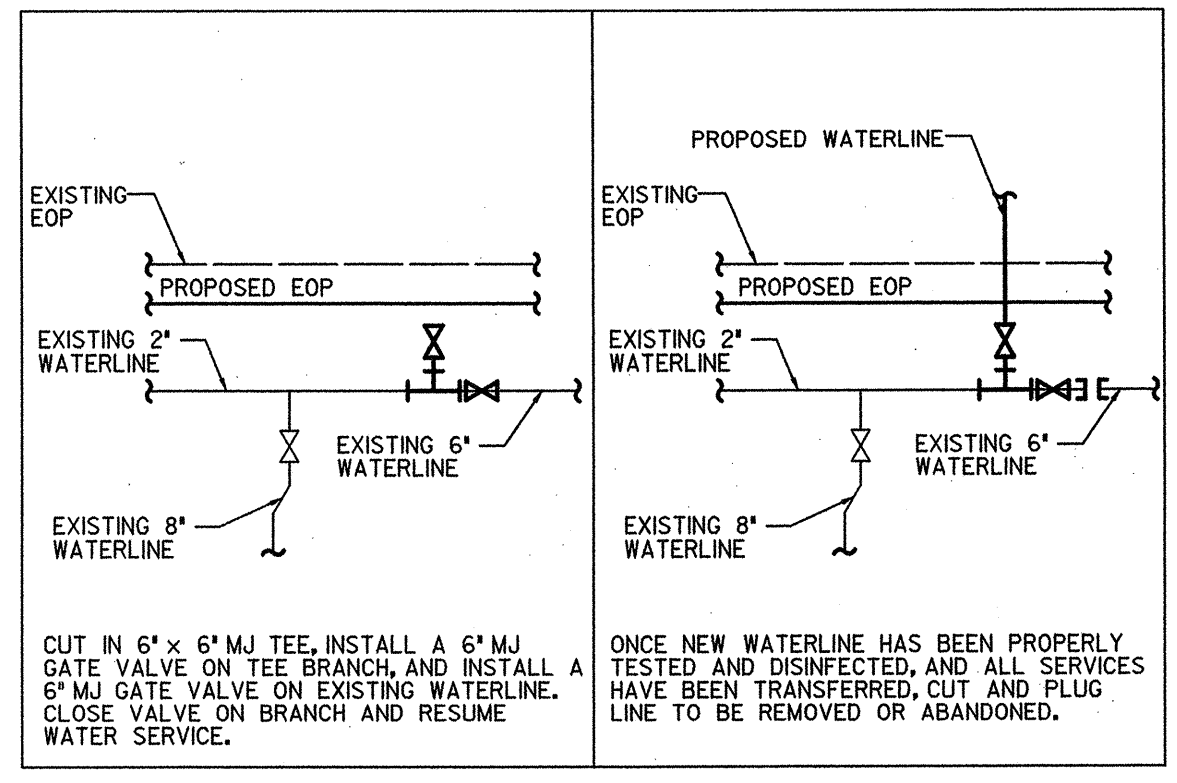 EXISTING
EOP
PROPOSED EOP
EXISTING 2"
WATERLINE
EXISTING 6"
WATERLINE
EXISTING 8"
WATERLINE
CUT IN 6" × 6" MJ TEE, INSTALL A 6" MJ
GATE VALVE ON TEE BRANCH, AND INSTALL A
6" MJ GATE VALVE ON EXISTING WATERLINE.
CLOSE VALVE ON BRANCH AND RESUME
WATER SERVICE.
PROPOSED WATERLINE
EXISTING
EOP
PROPOSED EOP
EXISTING 2"
WATERLINE
EXISTING 6"
WATERLINE
EXISTING 8"
WATERLINE
ONCE NEW WATERLINE HAS BEEN PROPERLY
TESTED AND DISINFECTED, AND ALL SERVICES
HAVE BEEN TRANSFERRED, CUT AND PLUG
LINE TO BE REMOVED OR ABANDONED.